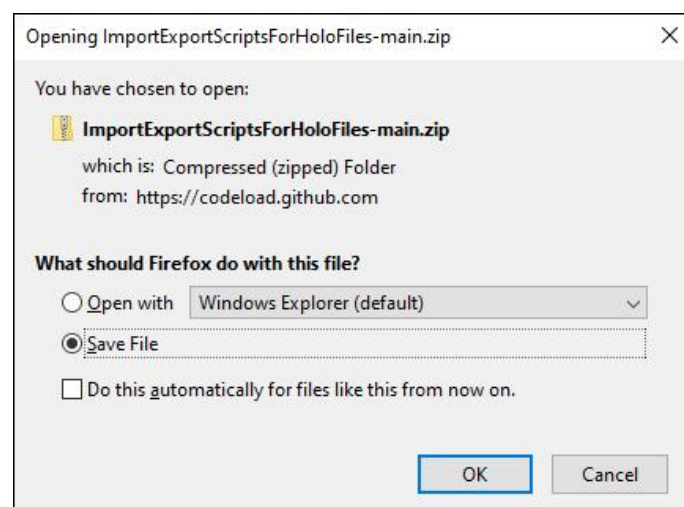 Opening ImportExportScriptsForHoloFiles-main.zip
You have chosen to open:
ImportExportScriptsForHoloFiles-main.zip
which is: Compressed (zipped) Folder
from: https://codeload.github.com
What should Firefox do with this file?
Open with Windows Explorer (default)
Save File
Do this automatically for files like this from now on.
OK Cancel